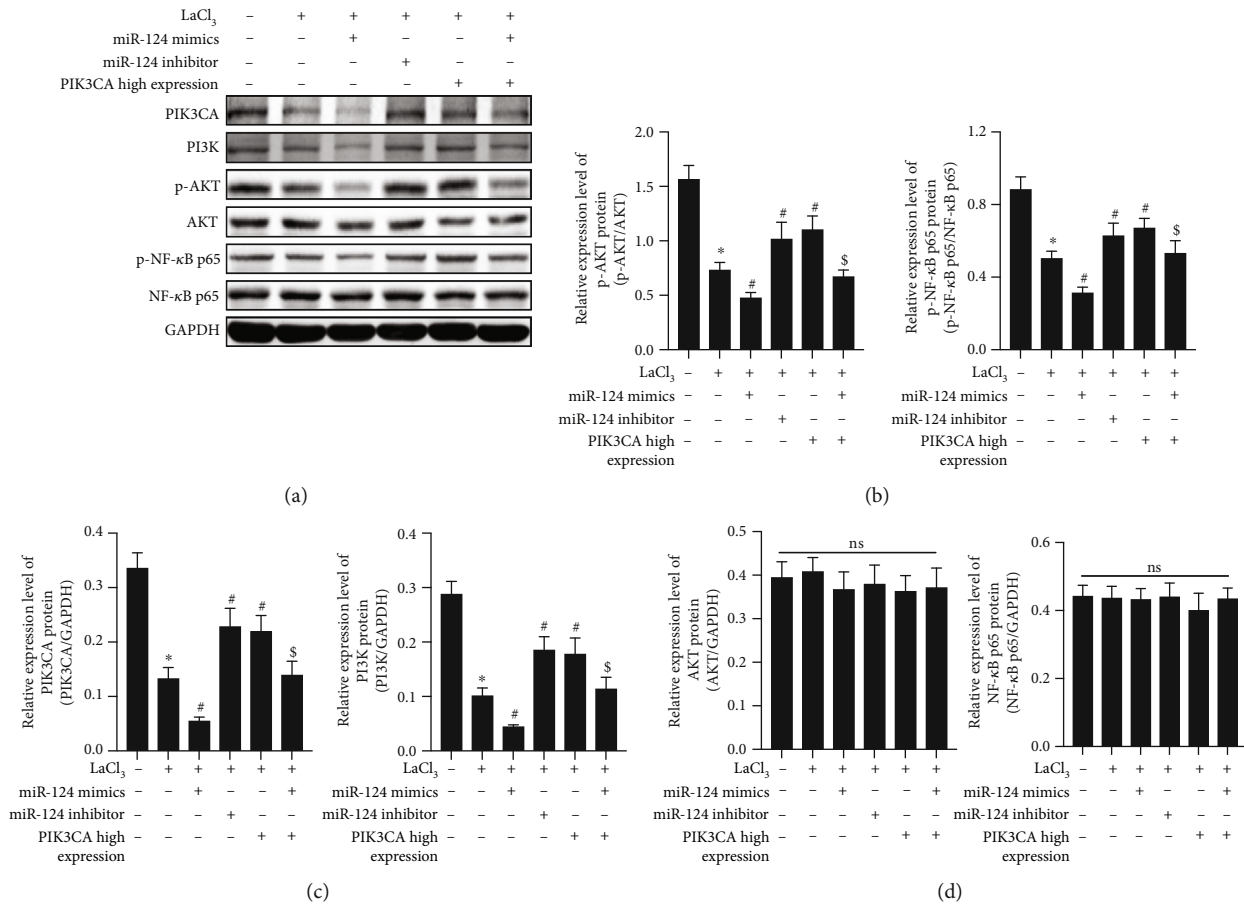 LaCl3 – + + + + +
miR-124 mimics – – + – – +
miR-124 inhibitor – – – + – –
PIK3CA high expression – – – – + +
PIK3CA
PI3K
p-AKT
AKT
p-NF-κB p65
NF-κB p65
GAPDH
(a)
Relative expression level of
p-AKT protein
(p-AKT/AKT)
2.0
1.5
1.0
0.5
0.0
* # # # $
LaCl3 – + + + + +
miR-124 mimics – – + – – +
miR-124 inhibitor – – – + – –
PIK3CA high – – – – + +
expression
Relative expression level of
p-NF-κB p65 protein
(p-NF-κB p65/NF-κB p65)
1.2
0.8
0.4
0.0
* # # # $
LaCl3 – + + + + +
miR-124 mimics – – + – – +
miR-124 inhibitor – – – + – –
PIK3CA high – – – – + +
expression
(b)
Relative expression level of
PIK3CA protein
(PIK3CA/GAPDH)
0.4
0.3
0.2
0.1
0.0
* # # # $
LaCl3 – + + + + +
miR-124 mimics – – + – – +
miR-124 inhibitor – – – + – –
PIK3CA high – – – – + +
expression
Relative expression level of
PI3K protein
(PI3K/GAPDH)
0.4
0.3
0.2
0.1
0.0
* # # # $
LaCl3 – + + + + +
miR-124 mimics – – + – – +
miR-124 inhibitor – – – + – –
PIK3CA high – – – – + +
expression
(c)
Relative expression level of
AKT protein
(AKT/GAPDH)
0.5
0.4
0.3
0.2
0.1
0.0
ns
LaCl3 – + + + + +
miR-124 mimics – – + – – +
miR-124 inhibitor – – – + – –
PIK3CA high – – – – + +
expression
Relative expression level of
NF-κB p65 protein
(NF-κB p65/GAPDH)
0.6
0.4
0.2
0.0
ns
LaCl3 – + + + + +
miR-124 mimics – – + – – +
miR-124 inhibitor – – – + – –
PIK3CA high – – – – + +
expression
(d)